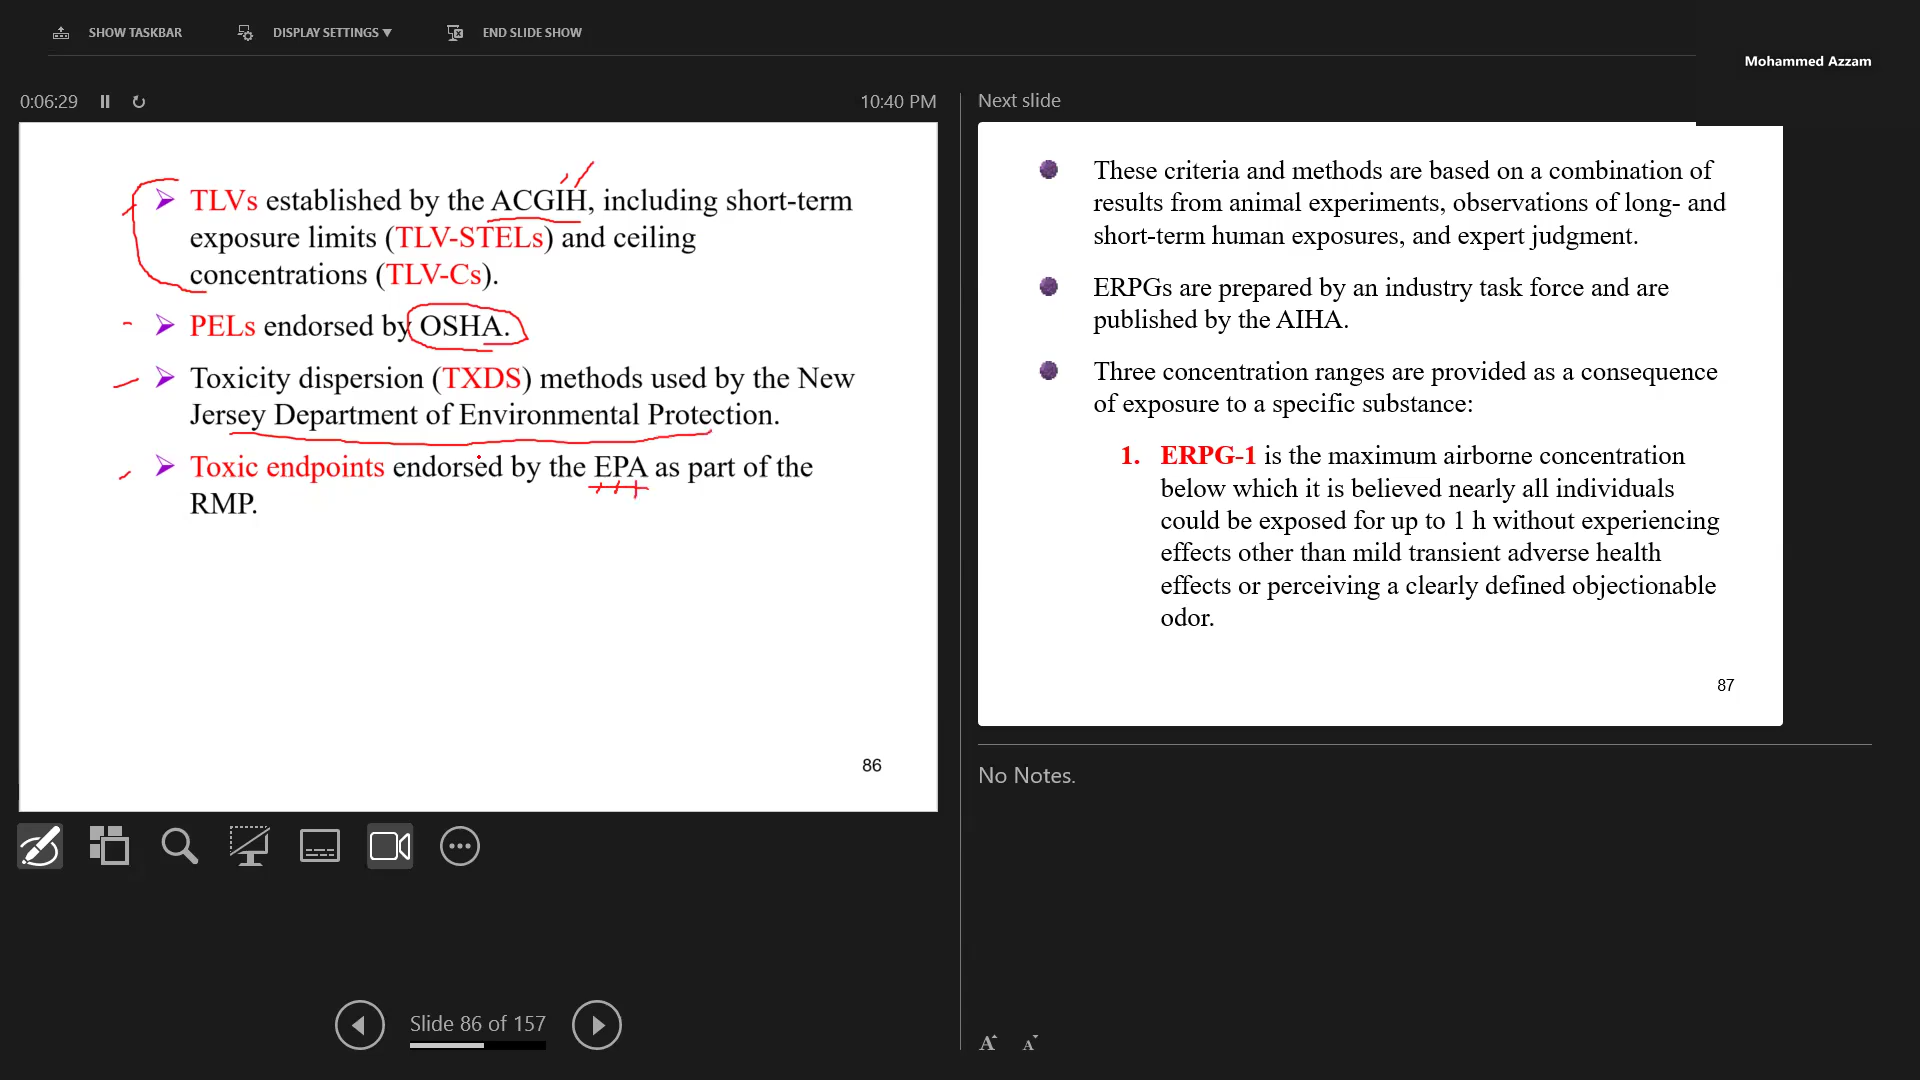 SHOW TASKBAR
DISPLAY SETTINGS ▼
END SLIDE SHOW
Mohammed Azzam
0:06:29
10:40 PM
TLVs established by the ACGIH, including short-term
exposure limits (TLV-STELs) and ceiling
concentrations (TLV-Cs).
PELs endorsed by OSHA.
Toxicity dispersion (TXDS) methods used by the New
Jersey Department of Environmental Protection.
Toxic endpoints endorsed by the EPA as part of the
RMP.
86
Slide 86 of 157
Next slide
These criteria and methods are based on a combination of
results from animal experiments, observations of long- and
short-term human exposures, and expert judgment.
ERPGs are prepared by an industry task force and are
published by the AIHA.
Three concentration ranges are provided as a consequence
of exposure to a specific substance:
1. ERPG-1 is the maximum airborne concentration
below which it is believed nearly all individuals
could be exposed for up to 1 h without experiencing
effects other than mild transient adverse health
effects or perceiving a clearly defined objectionable
odor.
87
No Notes.
A A